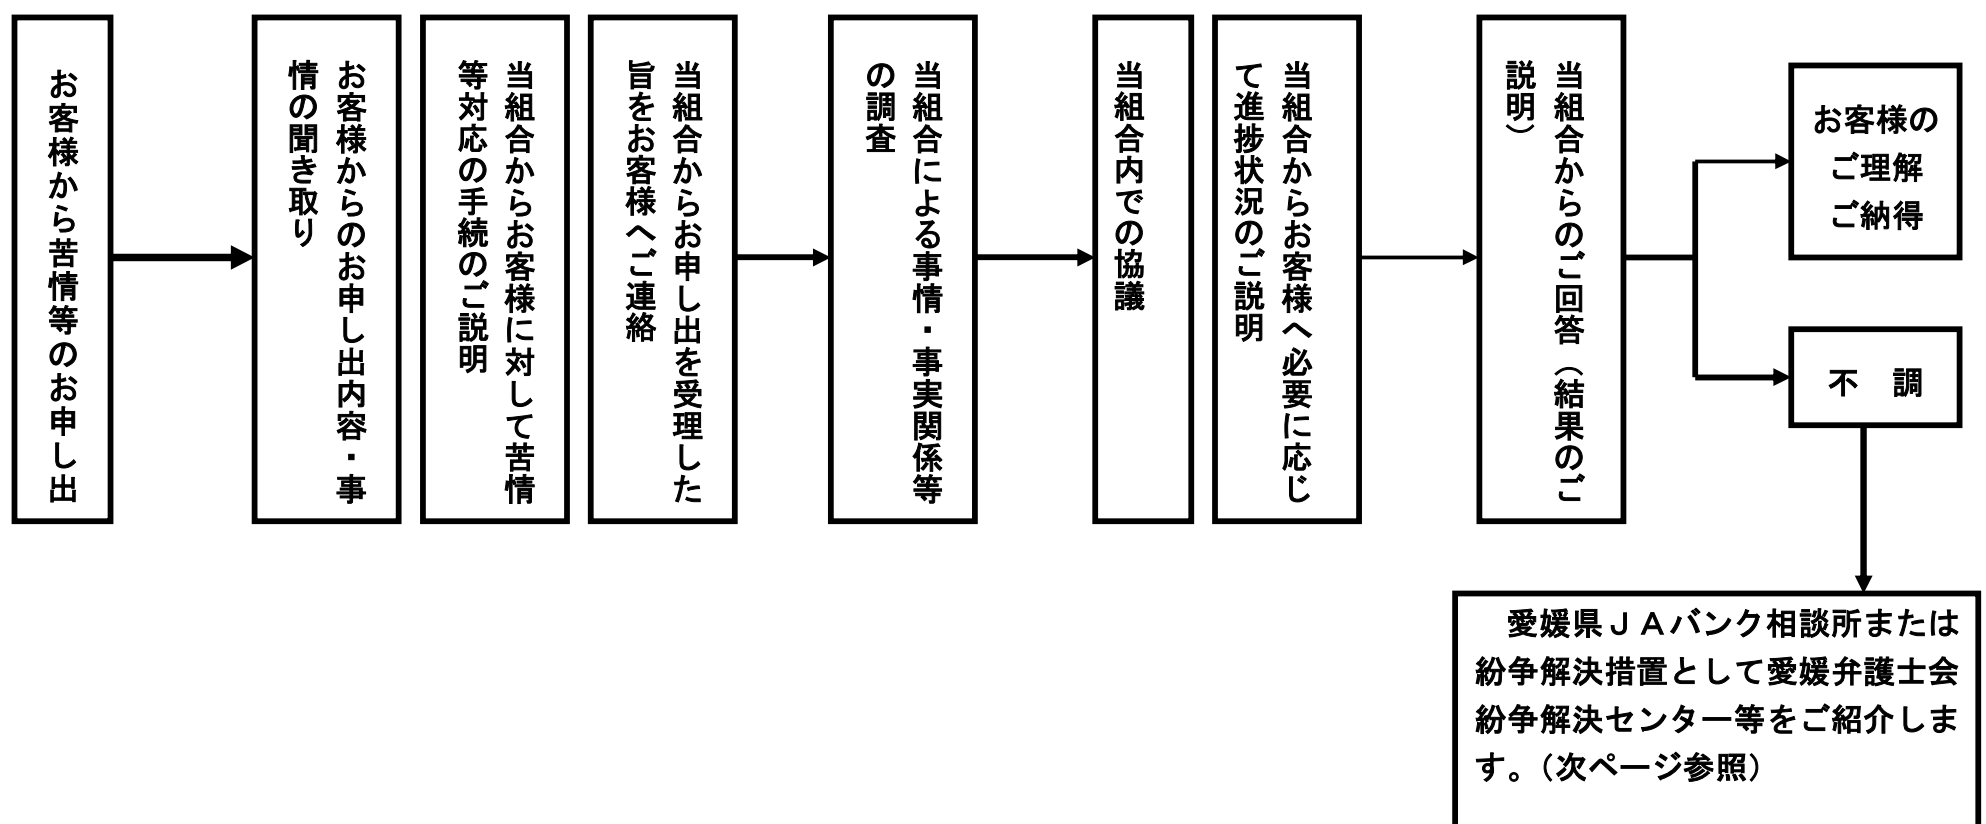 お客様から苦情等のお申し出
お客様からのお申し出内容・事
情の聞き取り
当組合からお客様に対して苦情
等対応の手続のご説明
当組合からお申し出を受理した
旨をお客様へご連絡
当組合による事情・事実関係等
の調査
当組合内での協議
当組合からお客様へ必要に応じ
て進捗状況のご説明
当組合からのご回答（結果のご
説明）
お客様の
ご理解
ご納得
不　調
愛媛県ＪＡバンク相談所または
紛争解決措置として愛媛弁護士会
紛争解決センター等をご紹介しま
す。（次ページ参照）